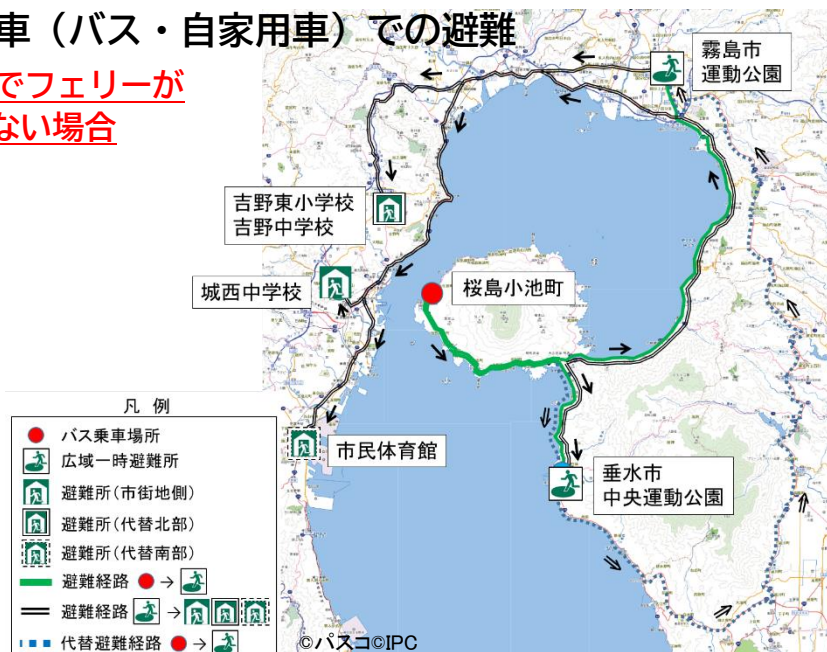 車（バス・自家用車）での避難
でフェリーが
ない場合
霧島市
運動公園
吉野東小学校
吉野中学校
城西中学校
桜島小池町
市民体育館
垂水市
中央運動公園
凡 例
バス乗車場所
広域一時避難所
避難所(市街地側)
避難所(代替北部)
避難所(代替南部)
避難経路 →
避難経路 →
代替避難経路 →
©パスコ©IPC